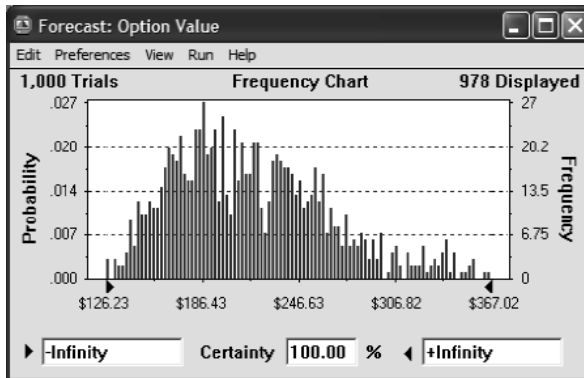 Forecast: Option Value
Edit Preferences View Run Help
1,000 Trials Frequency Chart 978 Displayed
.027 27
.020 20.2
.014 13.5
.007 6.75
.000 0
Probability
Frequency
$126.23 $186.43 $246.63 $306.82 $367.02
-Infinity Certainty 100.00 % +Infinity